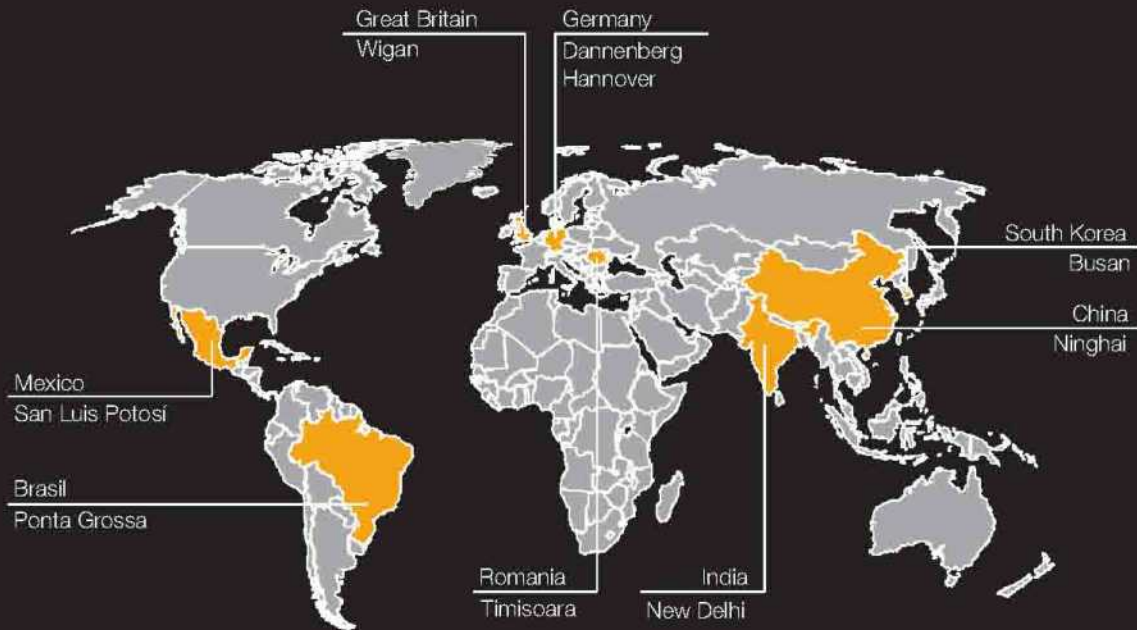 Great Britain
Wigan
Germany
Dannenberg
Hannover
South Korea
Busan
China
Ninghai
Mexico
San Luis Potosí
Brasil
Ponta Grossa
Romania
Timisoara
India
New Delhi